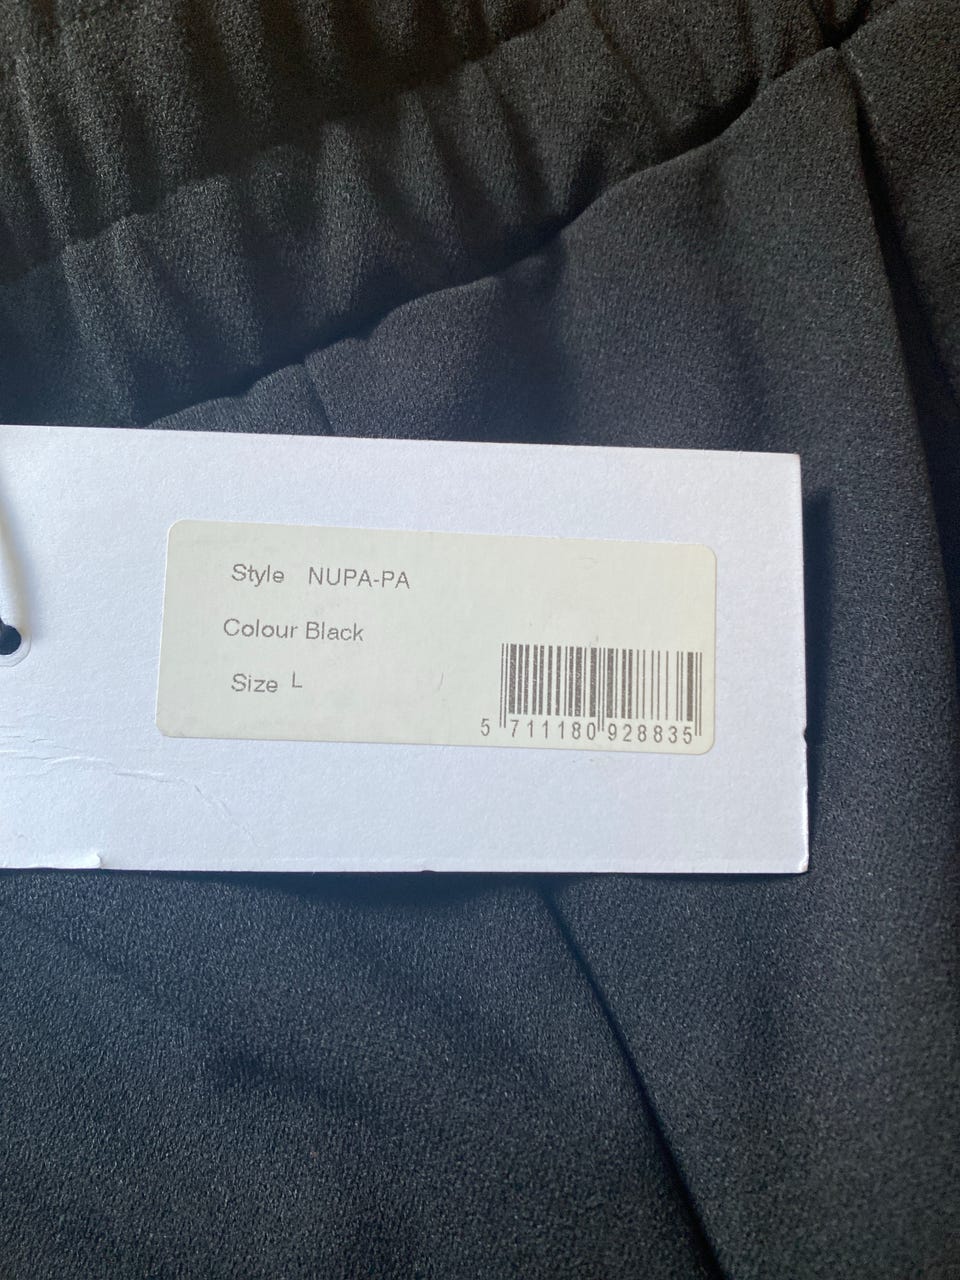 Style NUPA-PA
Colour Black
Size L
5 711180 928835